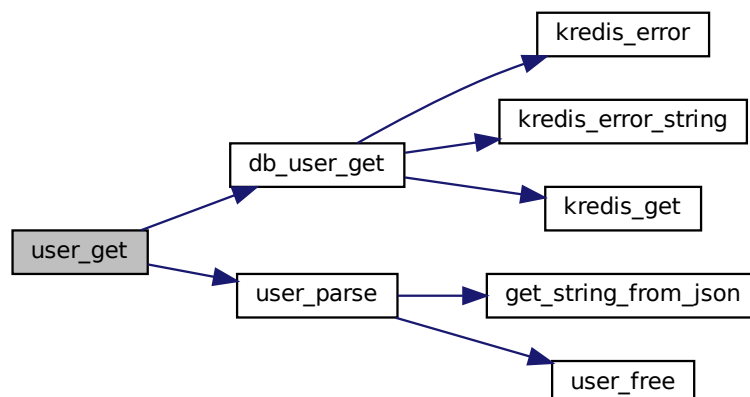 kredis_error
kredis_error_string
db_user_get
kredis_get
user_get
user_parse
get_string_from_json
user_free